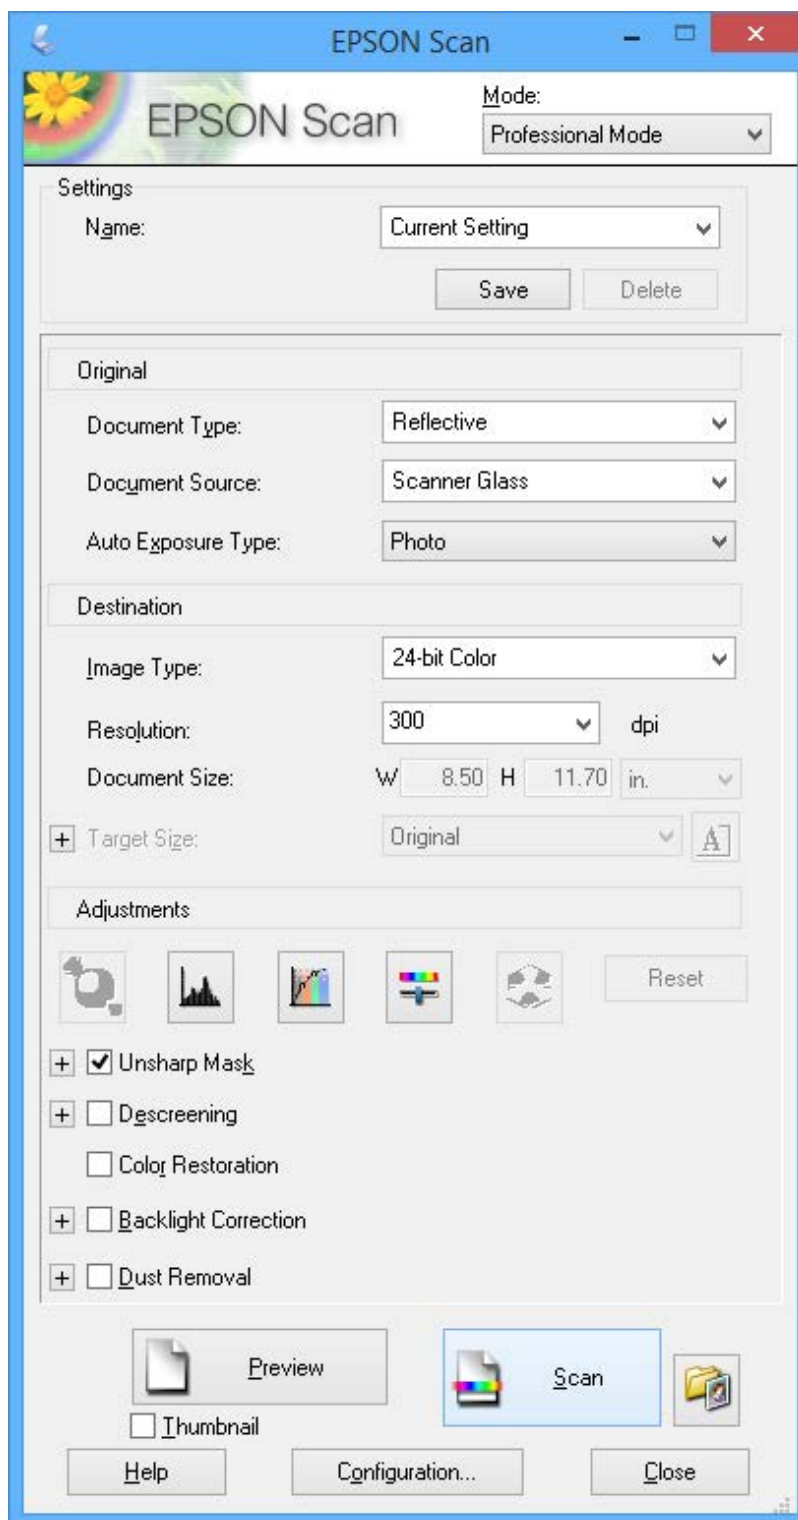 EPSON Scan
EPSON Scan
Mode:
Professional Mode
Settings
Name:
Current Setting
Save
Delete
Original
Document Type:
Reflective
Document Source:
Scanner Glass
Auto Exposure Type:
Photo
Destination
Image Type:
24-bit Color
Resolution:
300
dpi
Document Size:
W 8.50 H 11.70 in.
Target Size:
Original
A
Adjustments
Reset
Unsharp Mask
Descreening
Color Restoration
Backlight Correction
Dust Removal
Preview
Scan
Thumbnail
Help
Configuration...
Close